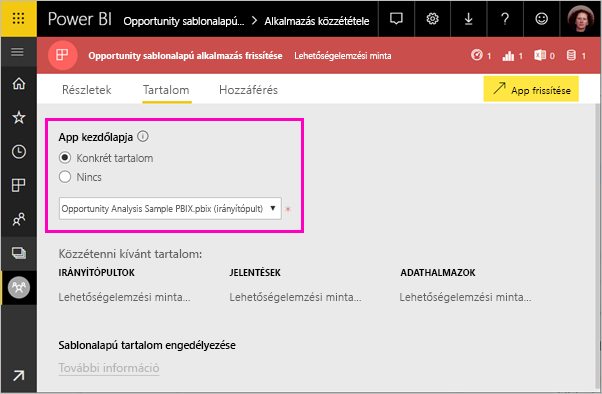 Power BI Opportunity sablonalapú... Alkalmazás közzététele
Opportunity sablonalapú alkalmazás frissítése Lehetőségelemzési minta 1 1 0 1
Részletek Tartalom Hozzáférés App frissítése
App kezdőlapja
Konkrét tartalom
Nincs
Opportunity Analysis Sample PBIX.pbix (irányítópult) *
Közzétenni kívánt tartalom:
IRÁNYÍTÓPULTOK JELENTÉSEK ADATHALMAZOK
Lehetőségelemzési minta... Lehetőségelemzési minta... Lehetőségelemzési minta...
Sablonalapú tartalom engedélyezése
További információ